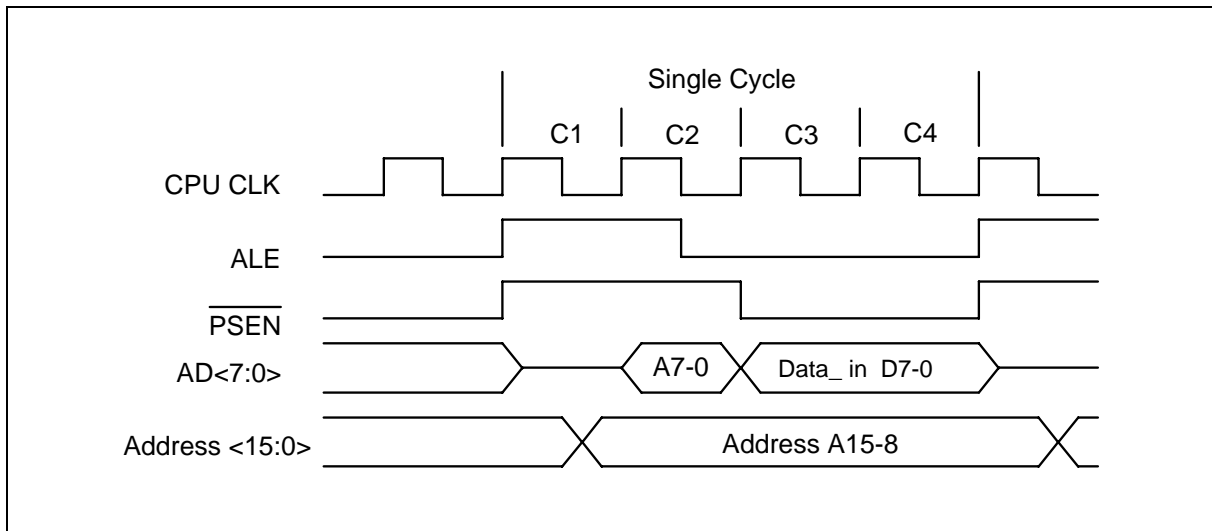 Single Cycle
C1 C2 C3 C4
CPU CLK
ALE
PSEN
AD<7:0> A7-0 Data_ in D7-0
Address <15:0> Address A15-8